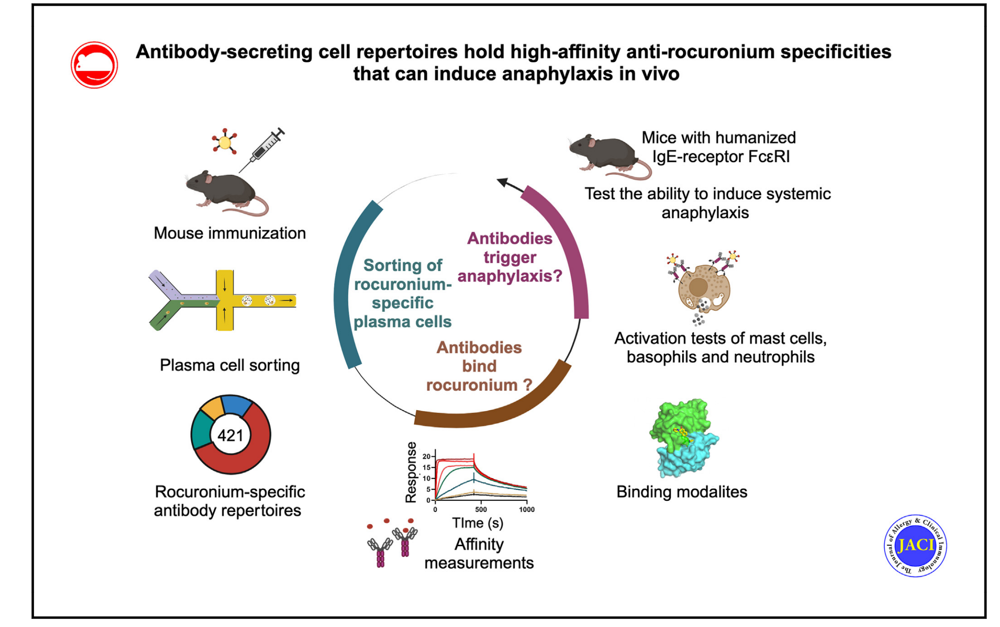 Antibody-secreting cell repertoires hold high-affinity anti-rocuronium specificities
that can induce anaphylaxis in vivo
Mouse immunization
Plasma cell sorting
421
Rocuronium-specific
antibody repertoires
Sorting of
rocuronium-
specific
plasma cells
Antibodies
trigger
anaphylaxis?
Antibodies
bind
rocuronium ?
Response
20
15
10
5
0
0 500 1000
TIme (s)
Affinity
measurements
Mice with humanized
IgE-receptor FcεRI
Test the ability to induce systemic
anaphylaxis
Activation tests of mast cells,
basophils and neutrophils
Binding modalites
The Journal of Allergy & Clinical Immunology
JACI